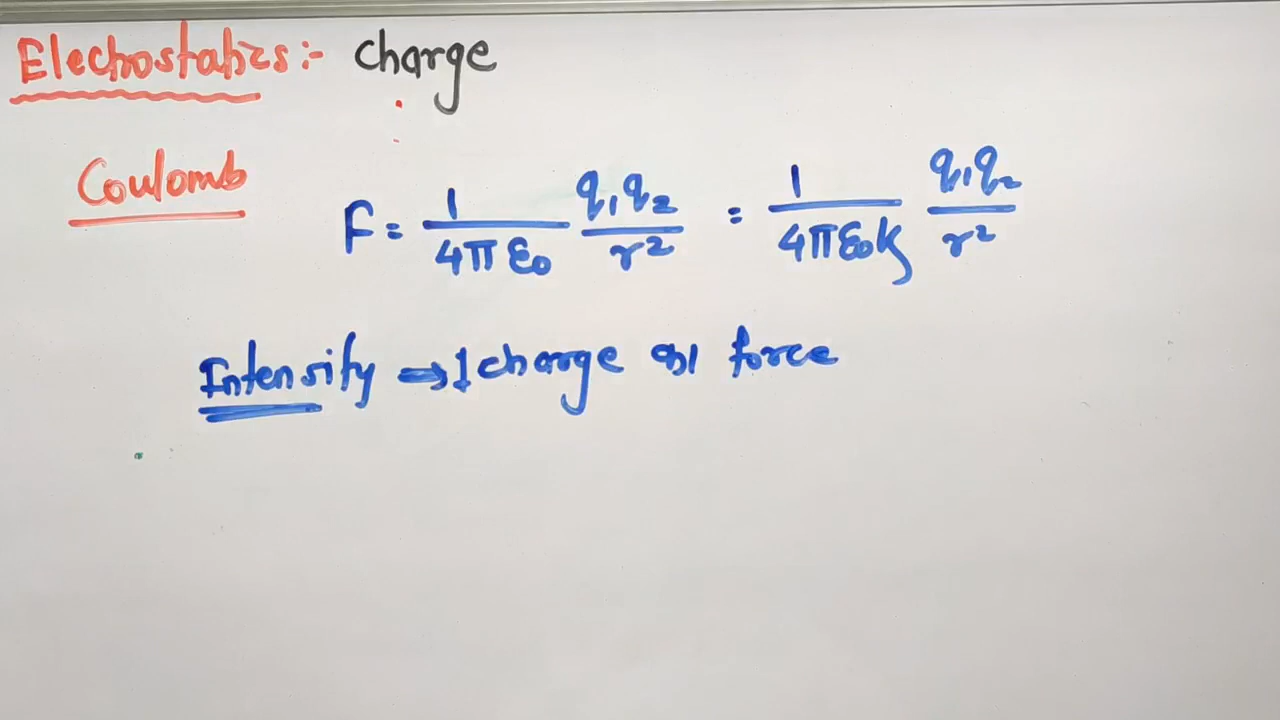 Electrostatics :- charge
Coulomb
F = 1/4πε₀ q₁q₂/r² = 1/4πε₀K q₁q₂/r²
Intensity → 1 charge force